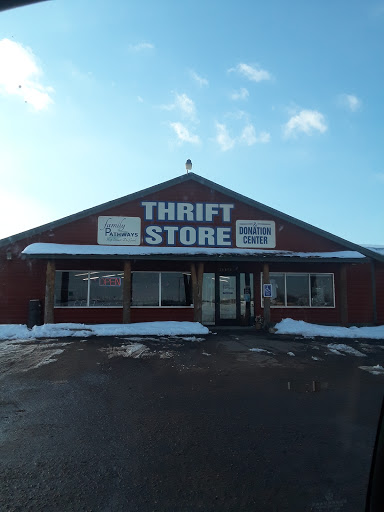 family
PATHWAYS
THRIFT
STORE
DONATION
CENTER